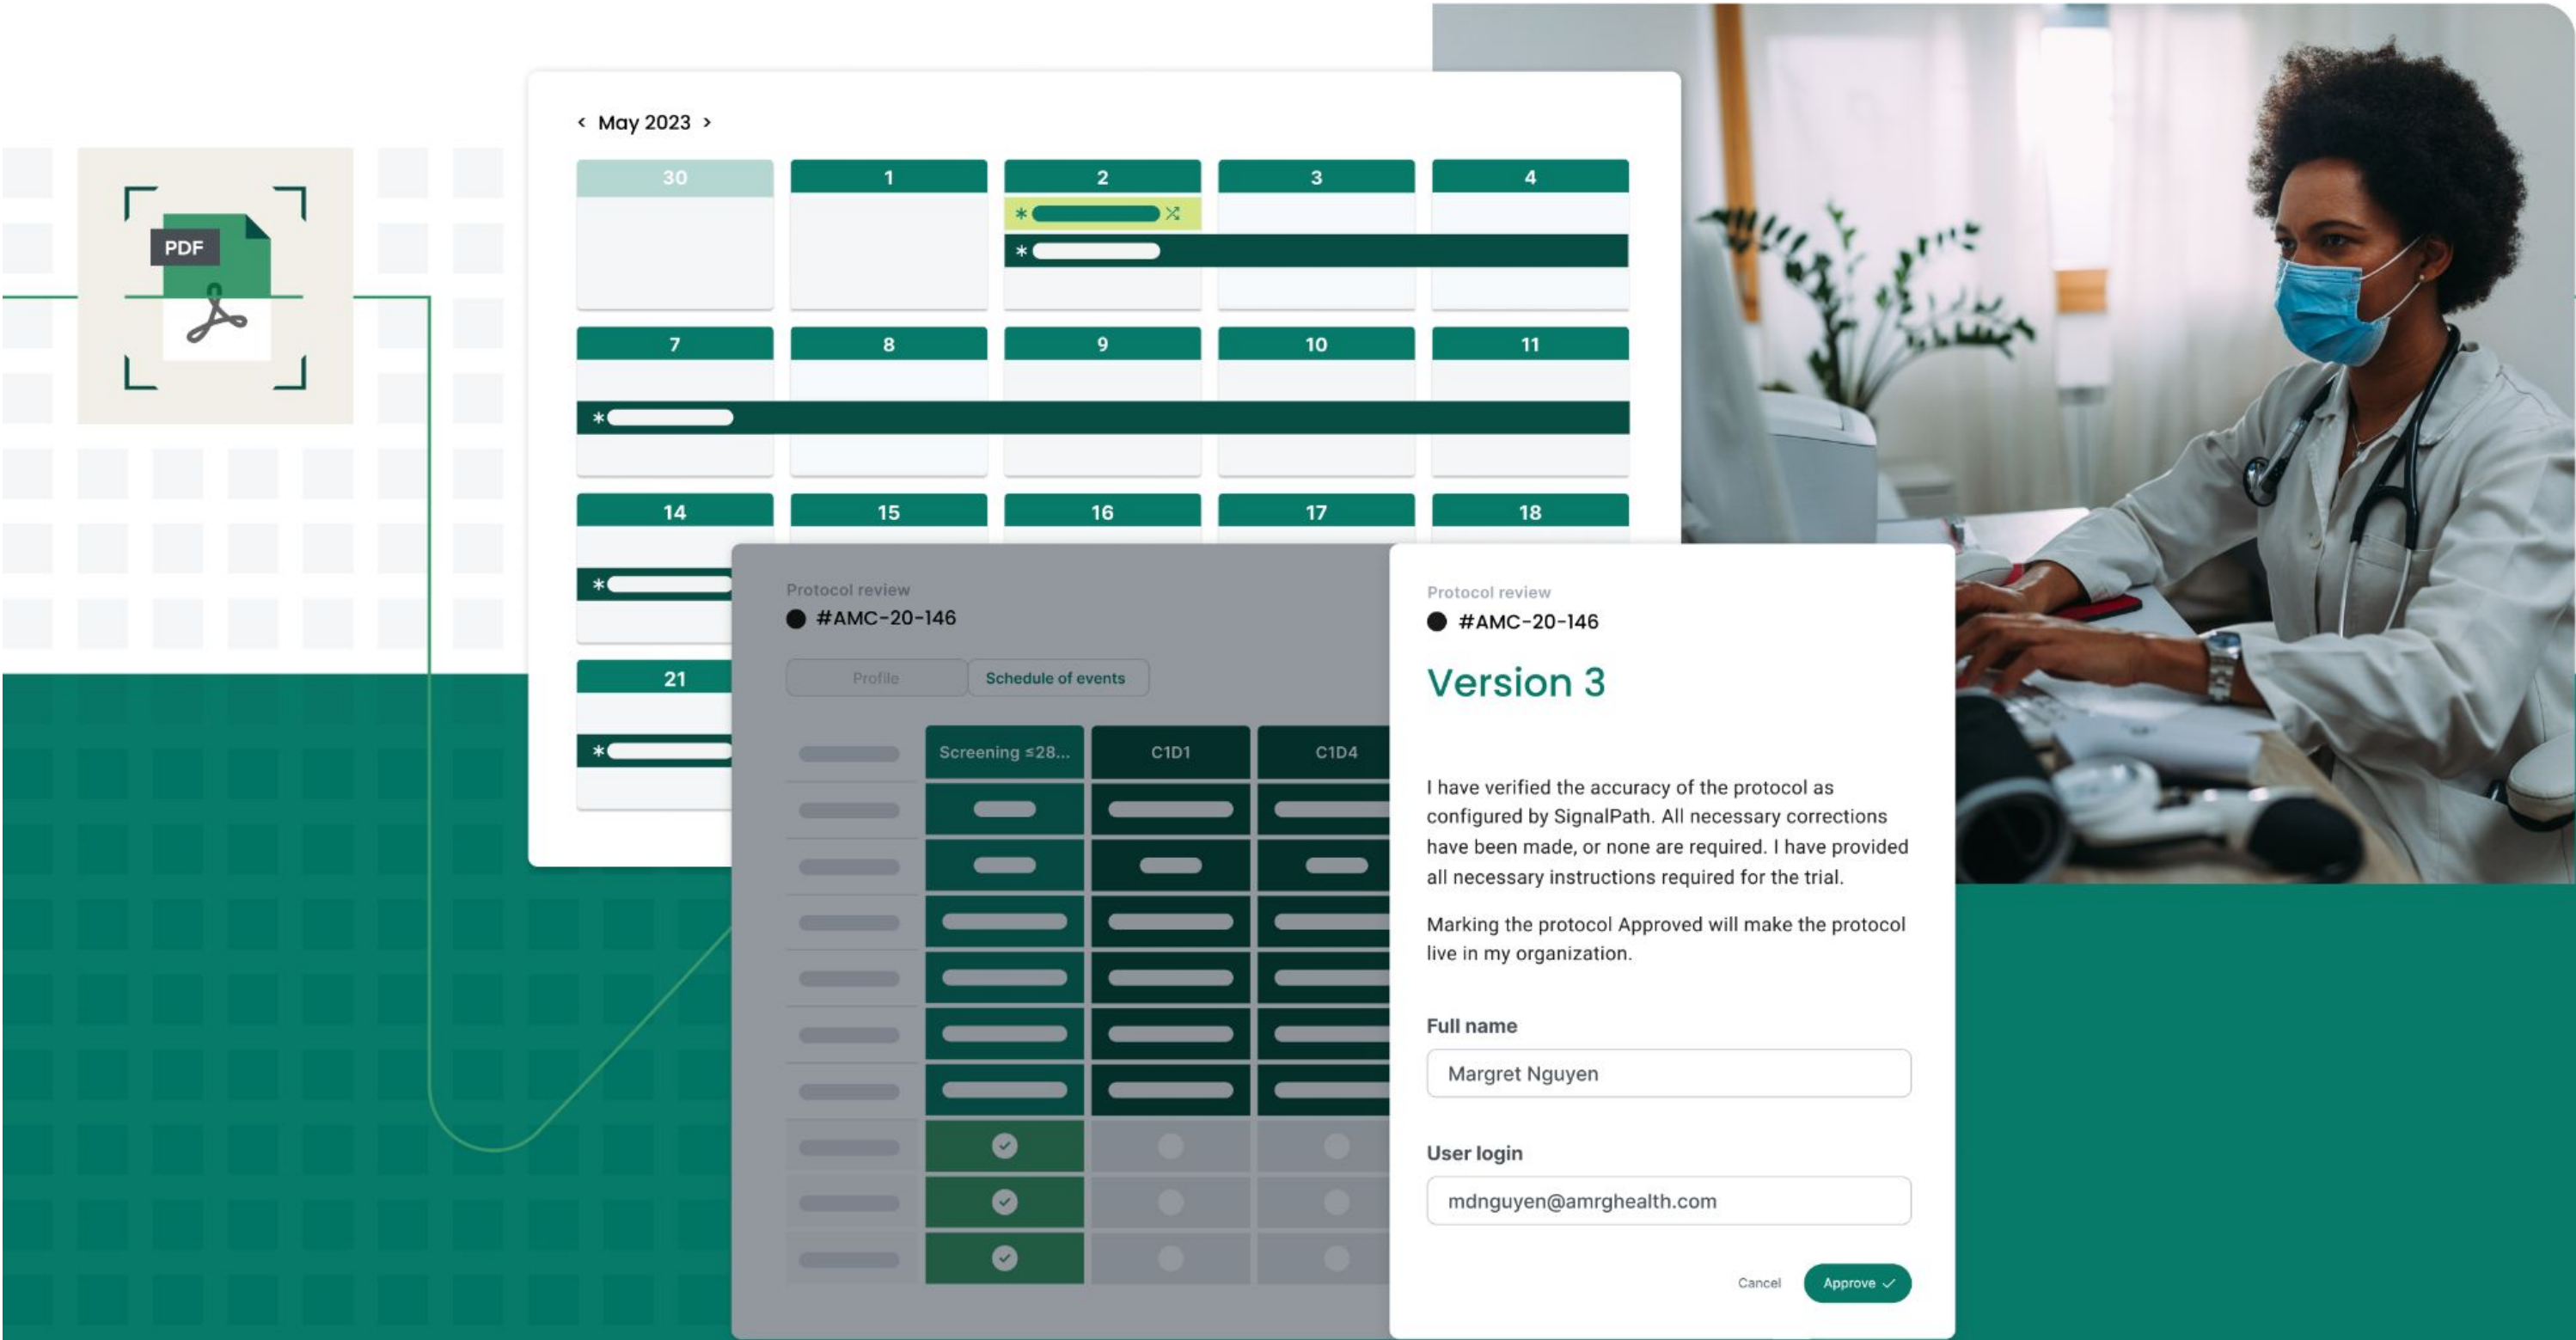 PDF
< May 2023 >
30 1 2 3 4
7 8 9 10 11
14 15 16 17 18
21
Protocol review
#AMC-20-146
Profile Schedule of events
Screening ≤28... C1D1 C1D4
Protocol review
#AMC-20-146
Version 3
I have verified the accuracy of the protocol as
configured by SignalPath. All necessary corrections
have been made, or none are required. I have provided
all necessary instructions required for the trial.
Marking the protocol Approved will make the protocol
live in my organization.
Full name
Margret Nguyen
User login
mdnguyen@amrghealth.com
Cancel Approve ✓